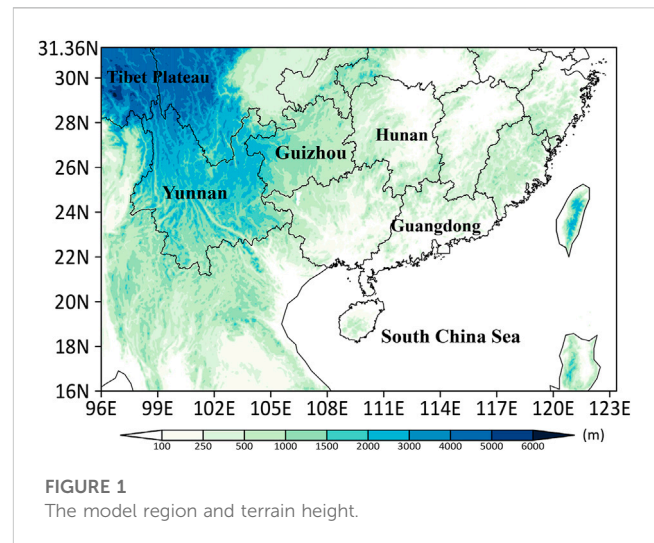 31.36N
30N
28N
26N
24N
22N
20N
18N
16N
Tibet Plateau
Hunan
Guizhou
Yunnan
Guangdong
South China Sea
96E 99E 102E 105E 108E 111E 114E 117E 120E 123E
100 250 500 1000 1500 2000 3000 4000 5000 6000 (m)
FIGURE 1
The model region and terrain height.